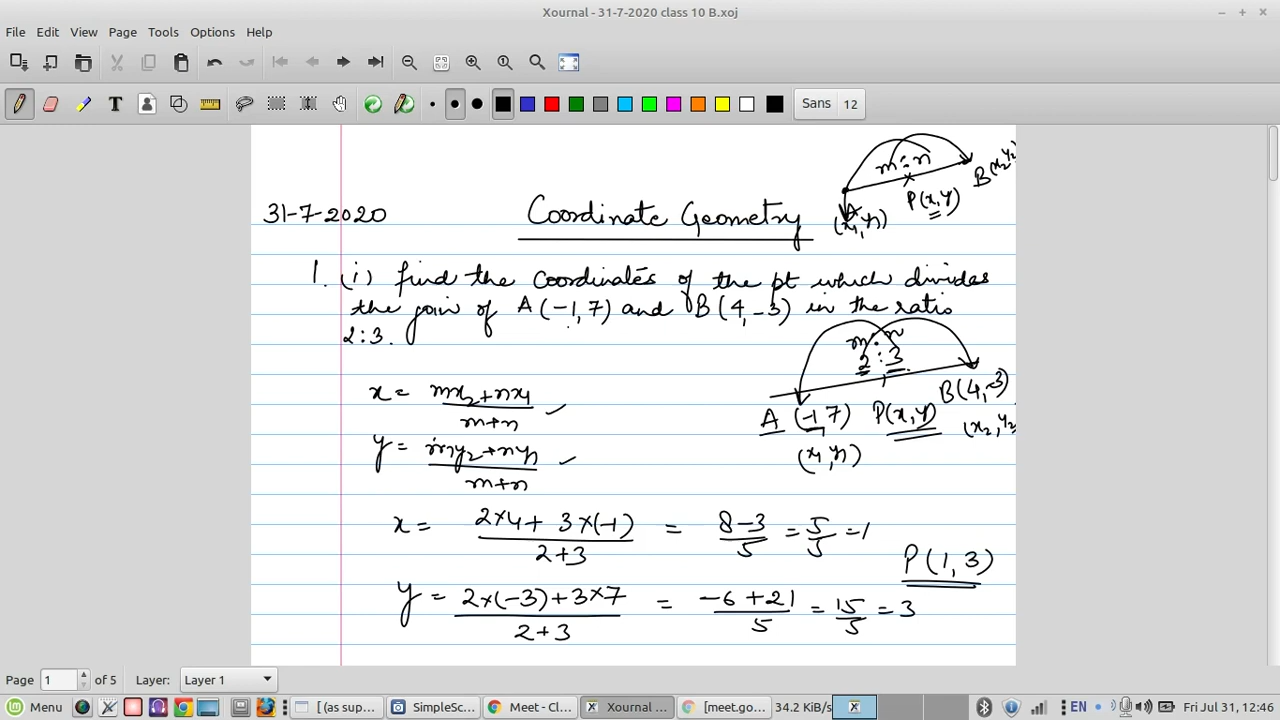 Xournal - 31-7-2020 class 10 B.xoj
File Edit View Page Tools Options Help
Sans 12
m:n
B(x₂,y₂)
P(x,y)
A
(x₁,y₁)
31-7-2020
Coordinate Geometry
1. (i) find the coordinates of the pt which divides
the join of A(-1,7) and B(4,-3) in the ratio
2:3.
m:n
2:3
A (-1,7) P(x,y) B(4,-3)
(x₁,y₁) (x₂,y₂)
x = mx₂+nx₁ / m+n ✓
y = my₂+ny₁ / m+n ✓
x = 2×4+3×(-1) / 2+3 = 8-3 / 5 = 5/5 = 1
P(1,3)
y = 2×(-3)+3×7 / 2+3 = -6+21 / 5 = 15/5 = 3
Page 1 of 5 Layer: Layer 1
Menu [(as sup... SimpleSc... Meet - Cl... Xournal ... [meet.go... 34.2 KiB/s EN Fri Jul 31, 12:46